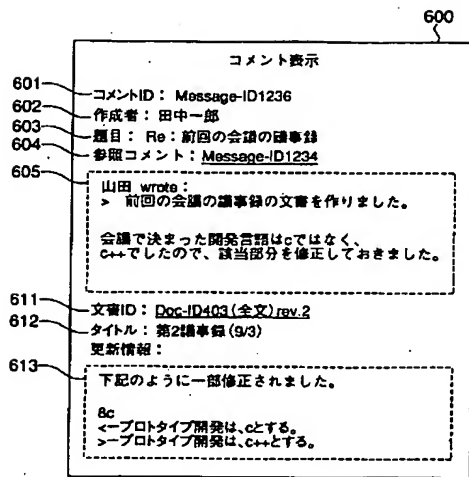 600
コメント表示
601
コメントID： Message-ID1236
602
作成者：田中一郎
603
題目： Re：前回の会議の議事録
604
参照コメント：Message-ID1234
605
山田 wrote：
> 前回の会議の議事録の文書を作りました。
会議で決まった開発言語はcではなく、
c++でしたので、該当部分を修正しておきました。
611
文書ID： Doc-ID403（全文）rev.2
612
タイトル： 第2議事録（9/3）
更新情報：
613
下記のように一部修正されました。
8c
<ープロトタイプ開発は、cとする。
>ープロトタイプ開発は、c++とする。